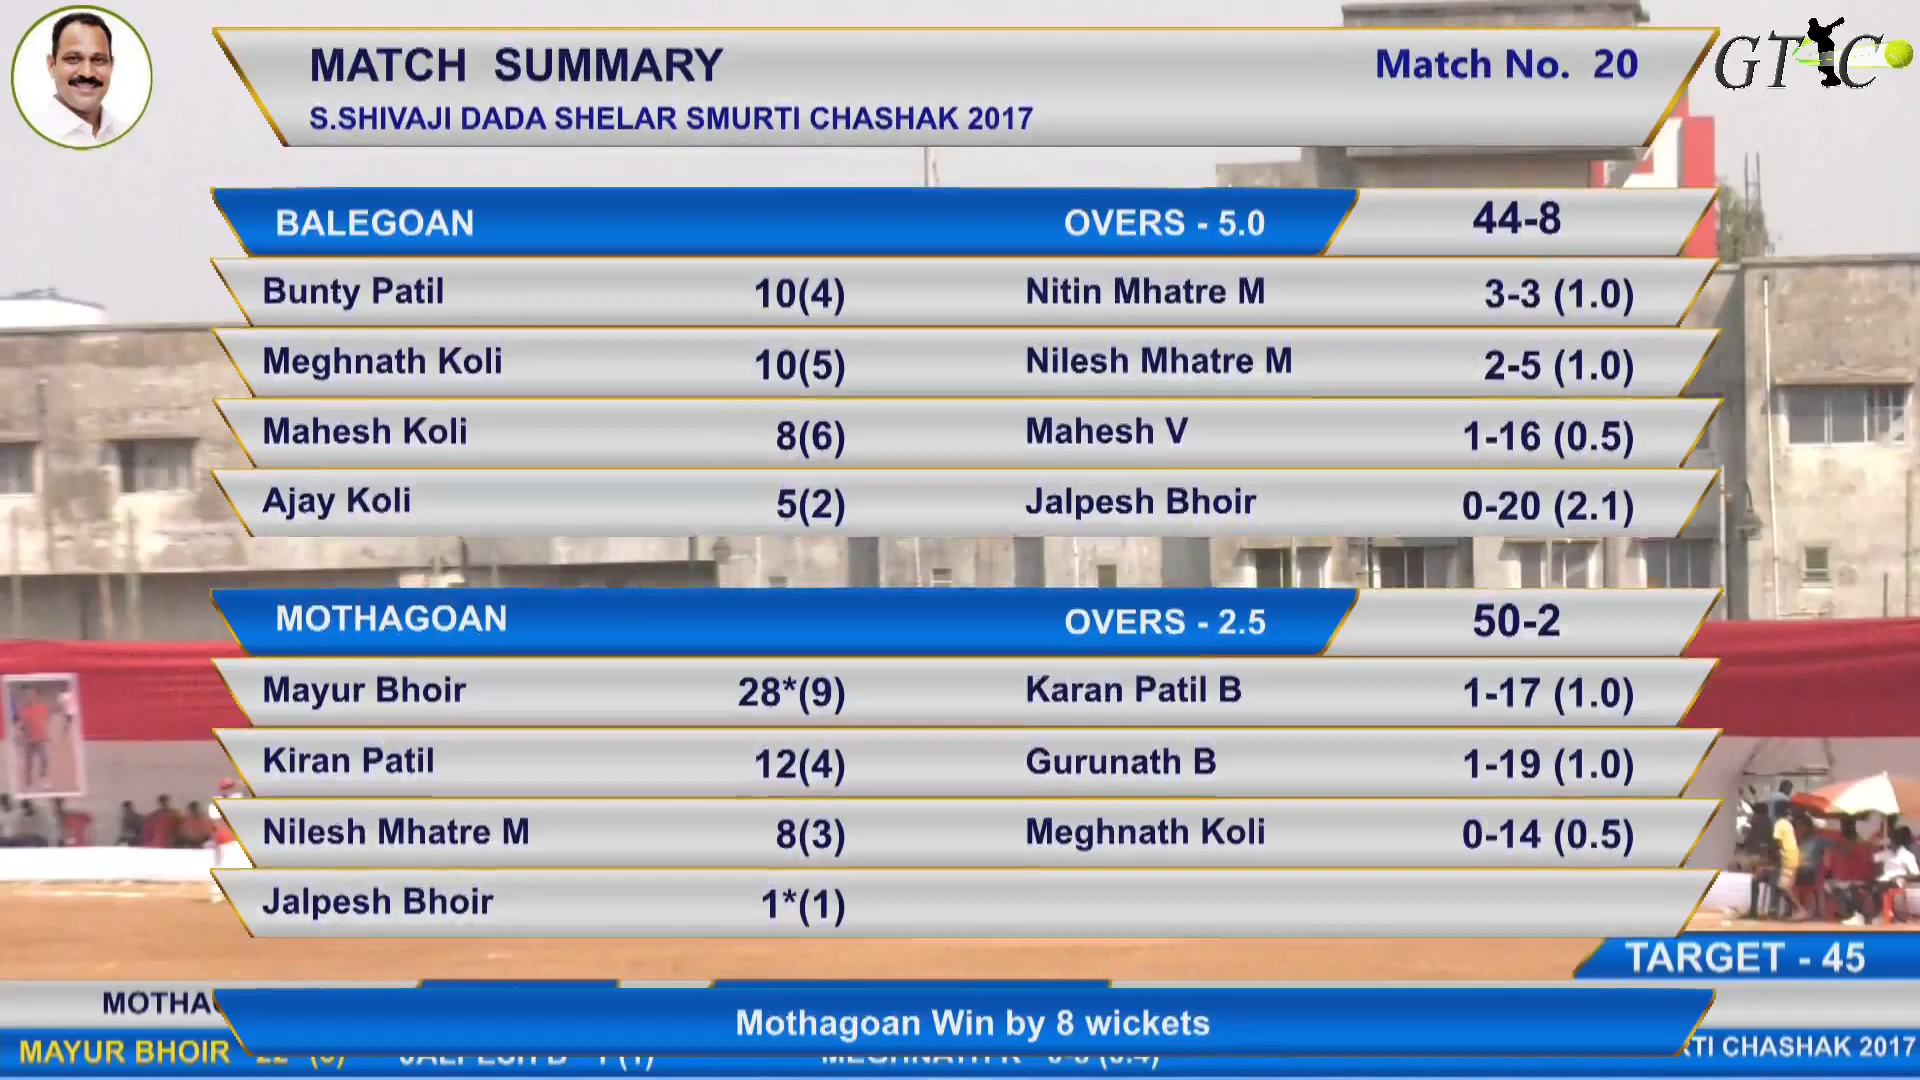 GTC
MATCH SUMMARY
Match No. 20
S.SHIVAJI DADA SHELAR SMURTI CHASHAK 2017
BALEGOAN OVERS - 5.0 44-8
Bunty Patil 10(4) Nitin Mhatre M 3-3 (1.0)
Meghnath Koli 10(5) Nilesh Mhatre M 2-5 (1.0)
Mahesh Koli 8(6) Mahesh V 1-16 (0.5)
Ajay Koli 5(2) Jalpesh Bhoir 0-20 (2.1)
MOTHAGOAN OVERS - 2.5 50-2
Mayur Bhoir 28*(9) Karan Patil B 1-17 (1.0)
Kiran Patil 12(4) Gurunath B 1-19 (1.0)
Nilesh Mhatre M 8(3) Meghnath Koli 0-14 (0.5)
Jalpesh Bhoir 1*(1)
TARGET - 45
MOTHA
Mothagoan Win by 8 wickets
MAYUR BHOIR
RTI CHASHAK 2017